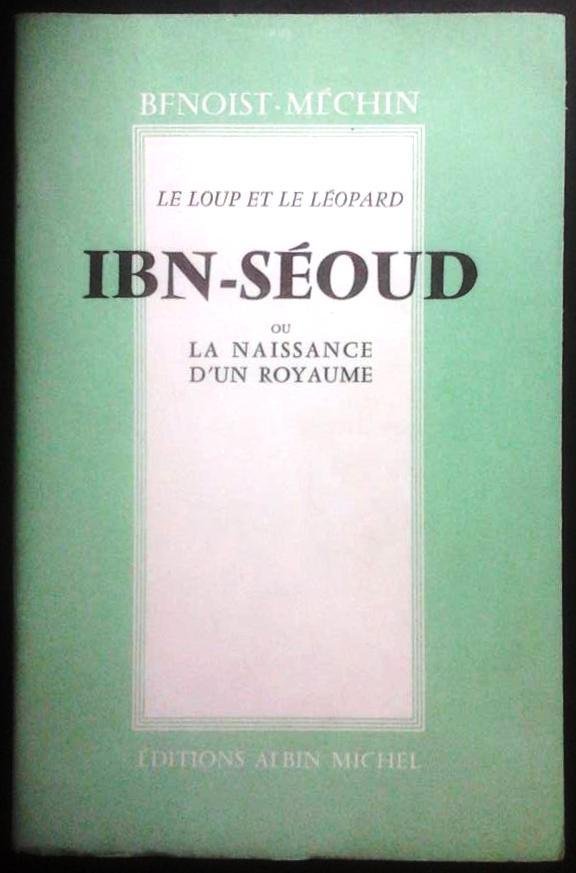 BENOIST·MÉCHIN
LE LOUP ET LE LÉOPARD
IBN-SÉOUD
OU
LA NAISSANCE
D'UN ROYAUME
ÉDITIONS ALBIN MICHEL